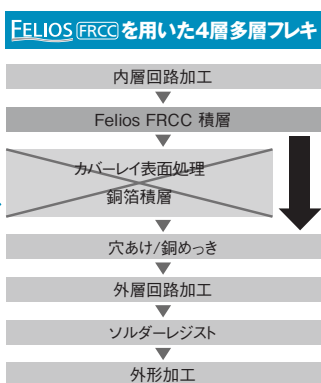 FELIOS FRCC を用いた4層多層フレキ
内層回路加工
Felios FRCC 積層
カバーレイ表面処理
銅箔積層
穴あけ/銅めっき
外層回路加工
ソルダーレジスト
外形加工